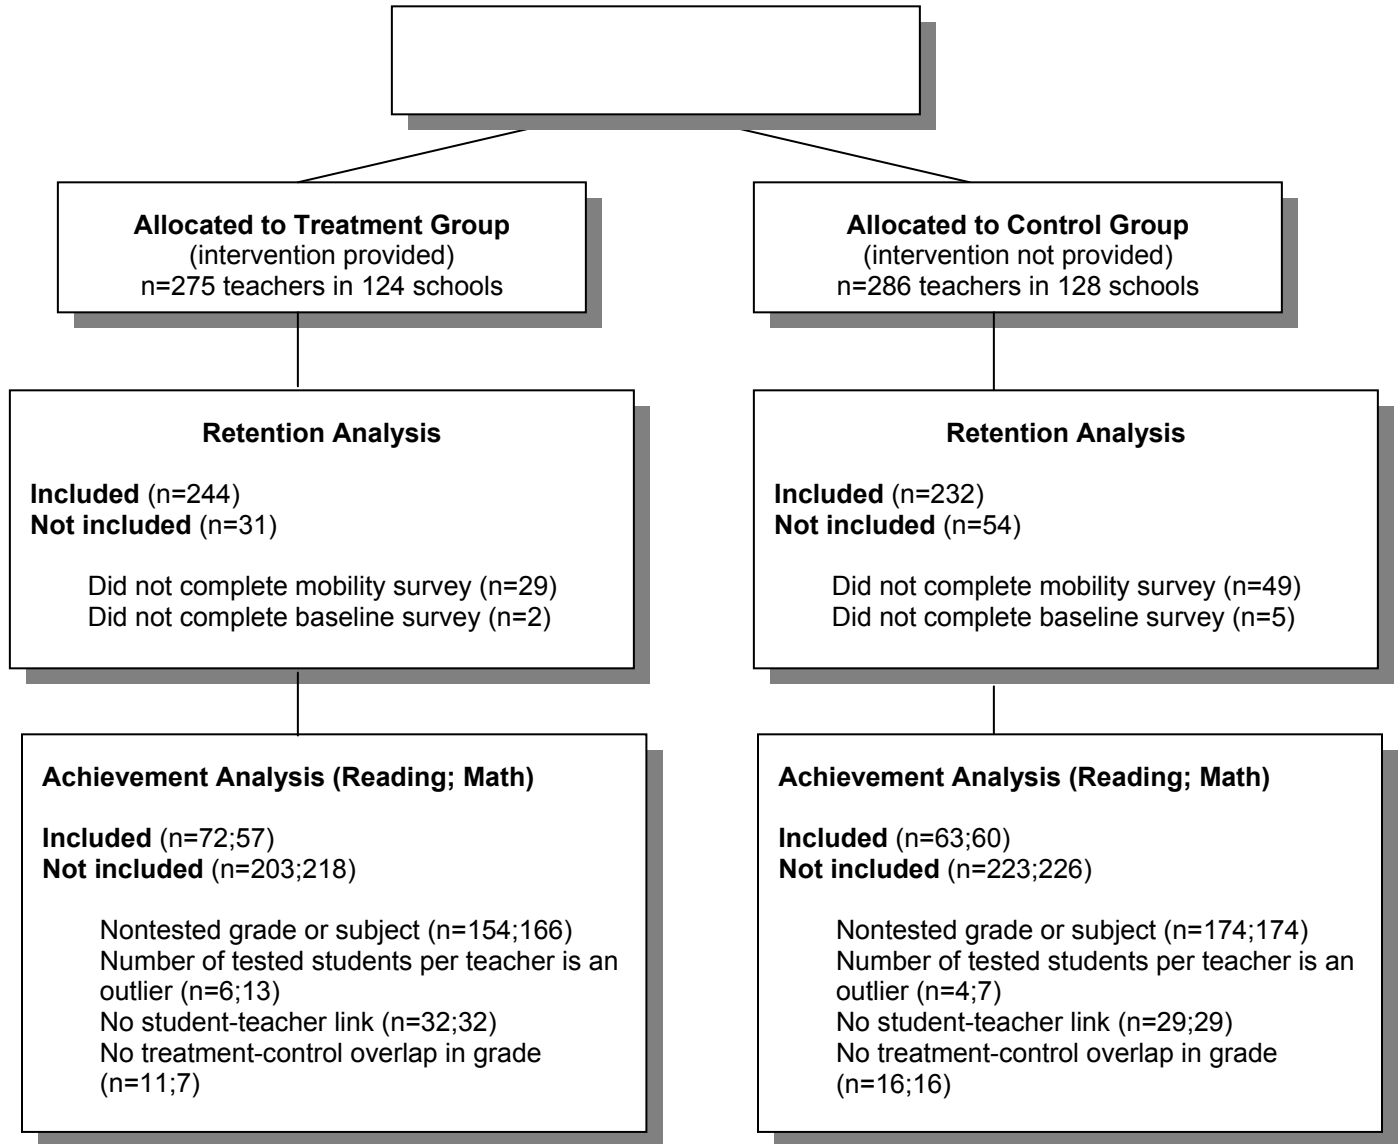 Allocated to Treatment Group
(intervention provided)
n=275 teachers in 124 schools
Allocated to Control Group
(intervention not provided)
n=286 teachers in 128 schools
Retention Analysis
Included (n=244)
Not included (n=31)
Did not complete mobility survey (n=29)
Did not complete baseline survey (n=2)
Retention Analysis
Included (n=232)
Not included (n=54)
Did not complete mobility survey (n=49)
Did not complete baseline survey (n=5)
Achievement Analysis (Reading; Math)
Included (n=72;57)
Not included (n=203;218)
Nontested grade or subject (n=154;166)
Number of tested students per teacher is an
outlier (n=6;13)
No student-teacher link (n=32;32)
No treatment-control overlap in grade
(n=11;7)
Achievement Analysis (Reading; Math)
Included (n=63;60)
Not included (n=223;226)
Nontested grade or subject (n=174;174)
Number of tested students per teacher is an
outlier (n=4;7)
No student-teacher link (n=29;29)
No treatment-control overlap in grade
(n=16;16)